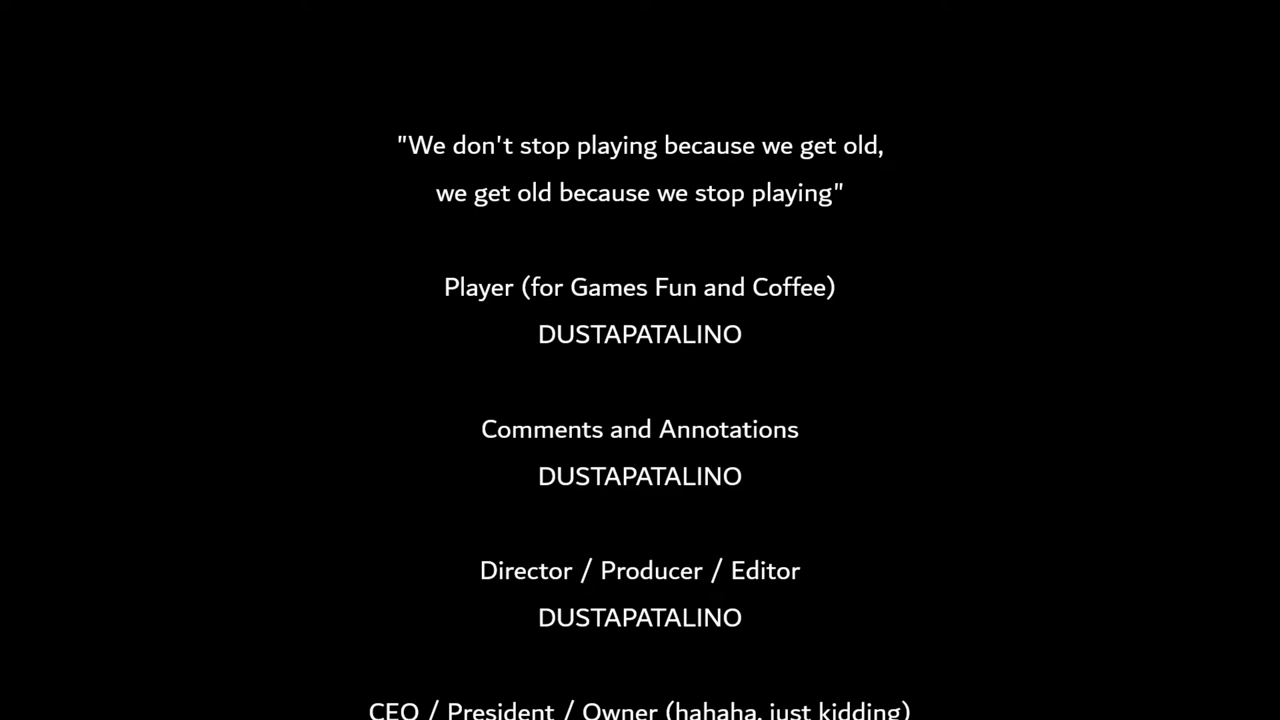 "We don't stop playing because we get old,
we get old because we stop playing"
Player (for Games Fun and Coffee)
DUSTAPATALINO
Comments and Annotations
DUSTAPATALINO
Director / Producer / Editor
DUSTAPATALINO
CEO / President / Owner (hahaha, just kidding)